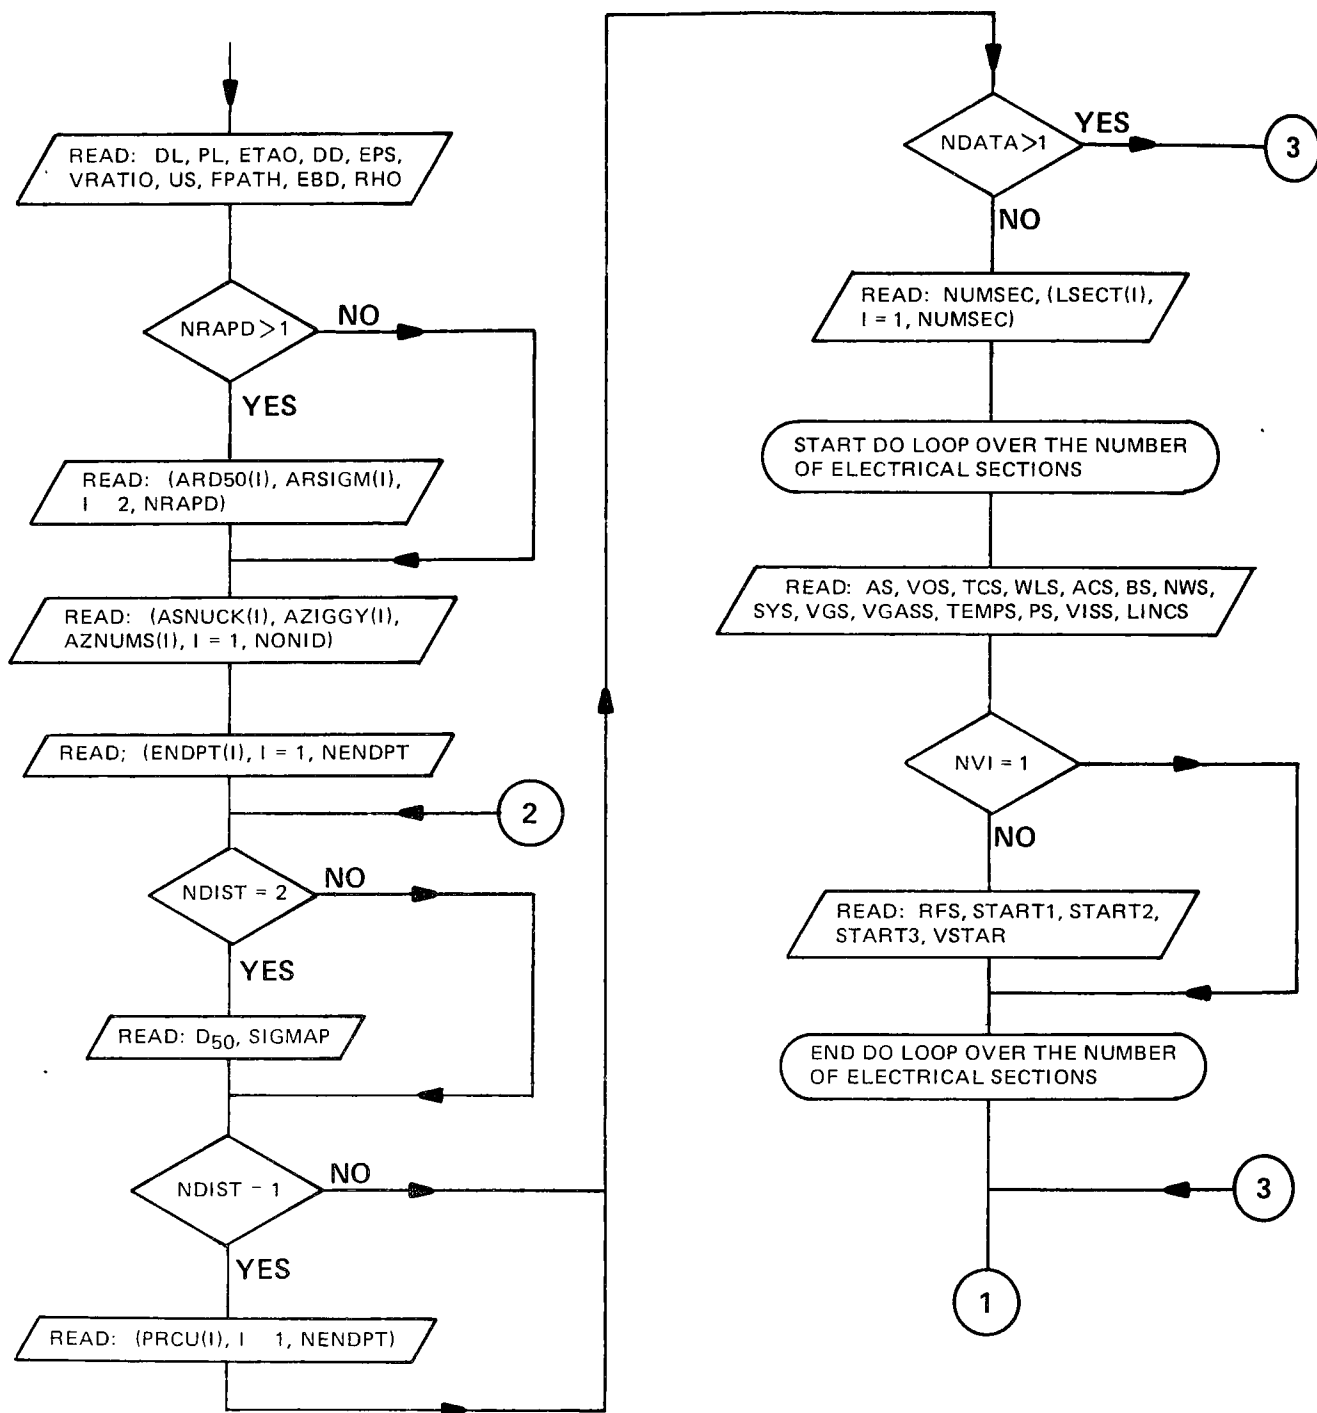 READ: DL, PL, ETAO, DD, EPS,
VRATIO, US, FPATH, EBD, RHO
NRAPD>1
NO
YES
READ: (ARD50(I), ARSIGM(I),
I 2, NRAPD)
READ: (ASNUCK(I), AZIGGY(I),
AZNUMS(I), I = 1, NONID)
READ; (ENDPT(I), I = 1, NENDPT
2
NDIST = 2
NO
YES
READ: D50, SIGMAP
NDIST - 1
NO
YES
READ: (PRCU(I), I 1, NENDPT)
NDATA>1
YES
3
NO
READ: NUMSEC, (LSECT(I),
I = 1, NUMSEC)
START DO LOOP OVER THE NUMBER
OF ELECTRICAL SECTIONS
READ: AS, VOS, TCS, WLS, ACS, BS, NWS,
SYS, VGS, VGASS, TEMPS, PS, VISS, LINCS
NVI = 1
NO
READ: RFS, START1, START2,
START3, VSTAR
END DO LOOP OVER THE NUMBER
OF ELECTRICAL SECTIONS
3
1